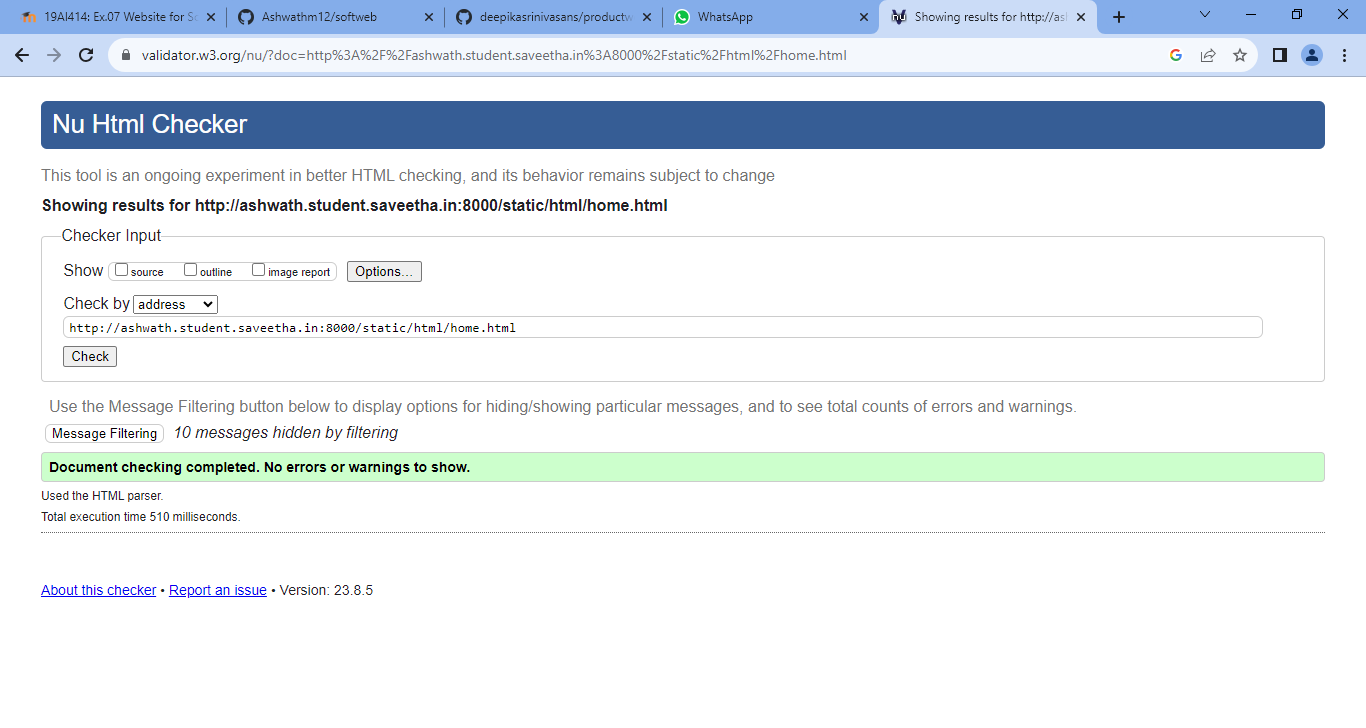 19AI414: Ex.07 Website for So
Ashwathm12/softweb
deepikasrinivasans/productw
WhatsApp
Showing results for http://ash
validator.w3.org/nu/?doc=http%3A%2F%2Fashwath.student.saveetha.in%3A8000%2Fstatic%2Fhtml%2Fhome.html
Nu Html Checker
This tool is an ongoing experiment in better HTML checking, and its behavior remains subject to change
Showing results for http://ashwath.student.saveetha.in:8000/static/html/home.html
Checker Input
Show source outline image report Options...
Check by address
http://ashwath.student.saveetha.in:8000/static/html/home.html
Check
Use the Message Filtering button below to display options for hiding/showing particular messages, and to see total counts of errors and warnings.
Message Filtering 10 messages hidden by filtering
Document checking completed. No errors or warnings to show.
Used the HTML parser.
Total execution time 510 milliseconds.
About this checker • Report an issue • Version: 23.8.5